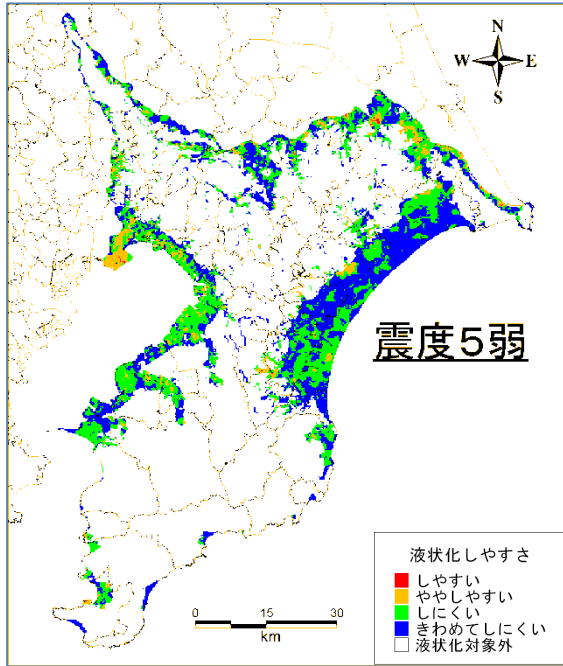 N
W E
S
震度5弱
液状化しやすさ
しやすい
ややしやすい
しにくい
きわめてしにくい
液状化対象外
0 15 30
km